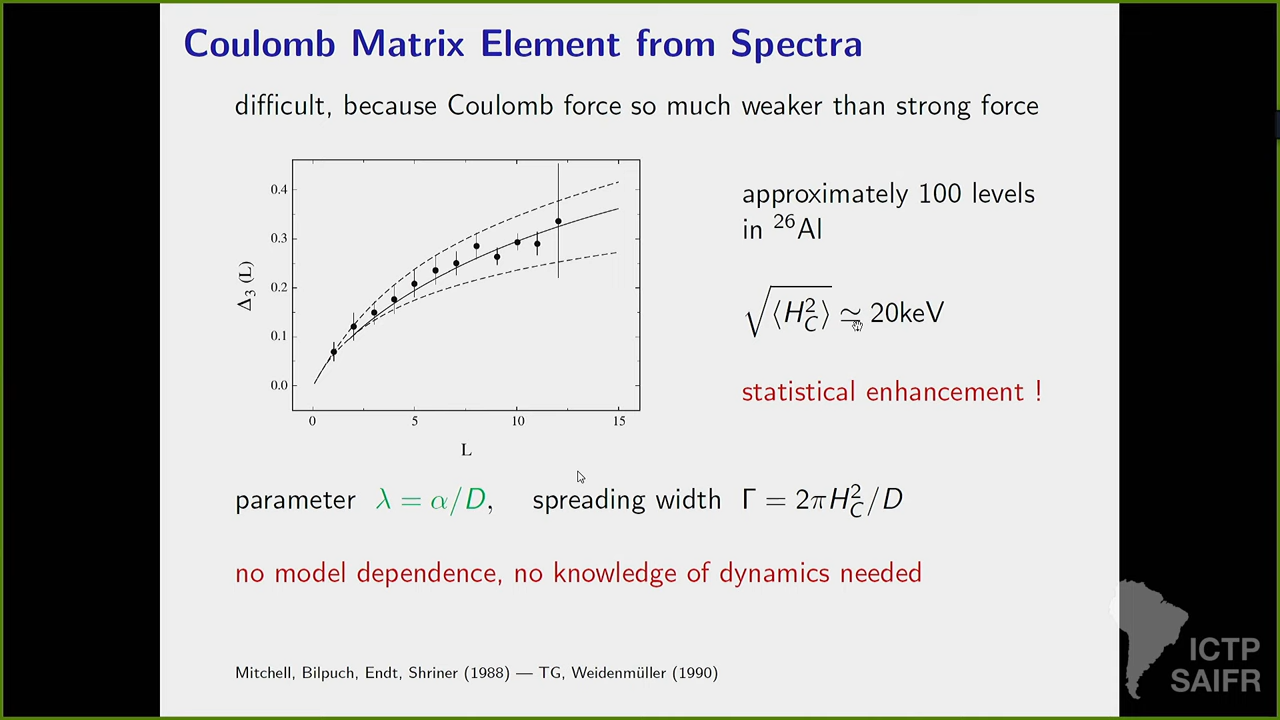 Coulomb Matrix Element from Spectra
difficult, because Coulomb force so much weaker than strong force
0.4
0.3
0.2
0.1
0.0
Δ₃ (L)
0 5 10 15
L
approximately 100 levels
in ²⁶Al
√⟨H_C²⟩ ≃ 20keV
statistical enhancement !
parameter λ = α/D, spreading width Γ = 2πH_C²/D
no model dependence, no knowledge of dynamics needed
Mitchell, Bilpuch, Endt, Shriner (1988) — TG, Weidenmüller (1990)
ICTP
SAIFR